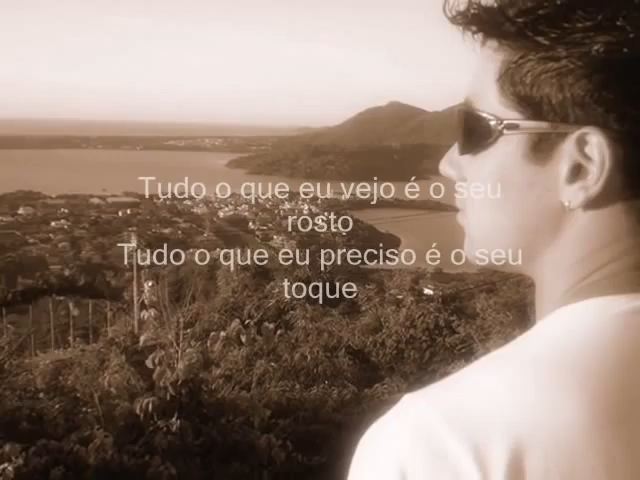 Tudo o que eu vejo é o seu
rosto
Tudo o que eu preciso é o seu
toque